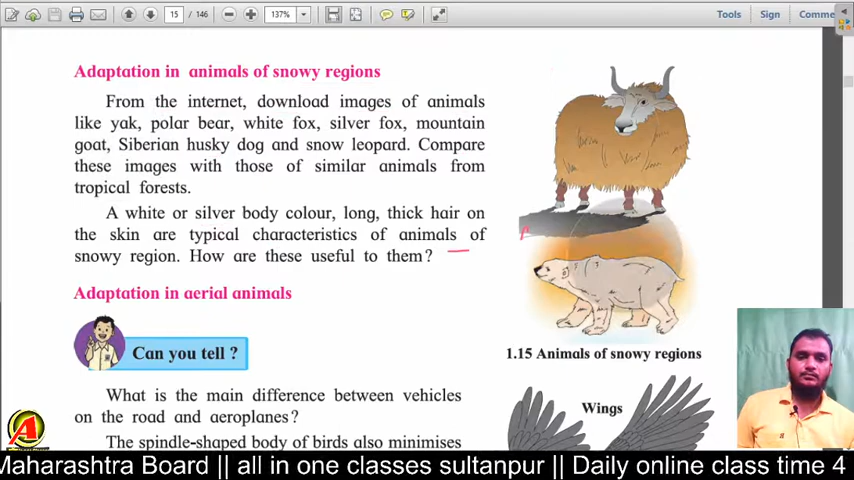 15 / 146
137%
Tools
Sign
Comme
Adaptation in animals of snowy regions
From the internet, download images of animals
like yak, polar bear, white fox, silver fox, mountain
goat, Siberian husky dog and snow leopard. Compare
these images with those of similar animals from
tropical forests.
A white or silver body colour, long, thick hair on
the skin are typical characteristics of animals of
snowy region. How are these useful to them?
1.15 Animals of snowy regions
Adaptation in aerial animals
Can you tell ?
What is the main difference between vehicles
on the road and aeroplanes?
The spindle-shaped body of birds also minimises
Wings
A
Maharashtra Board || all in one classes sultanpur || Daily online class time 4